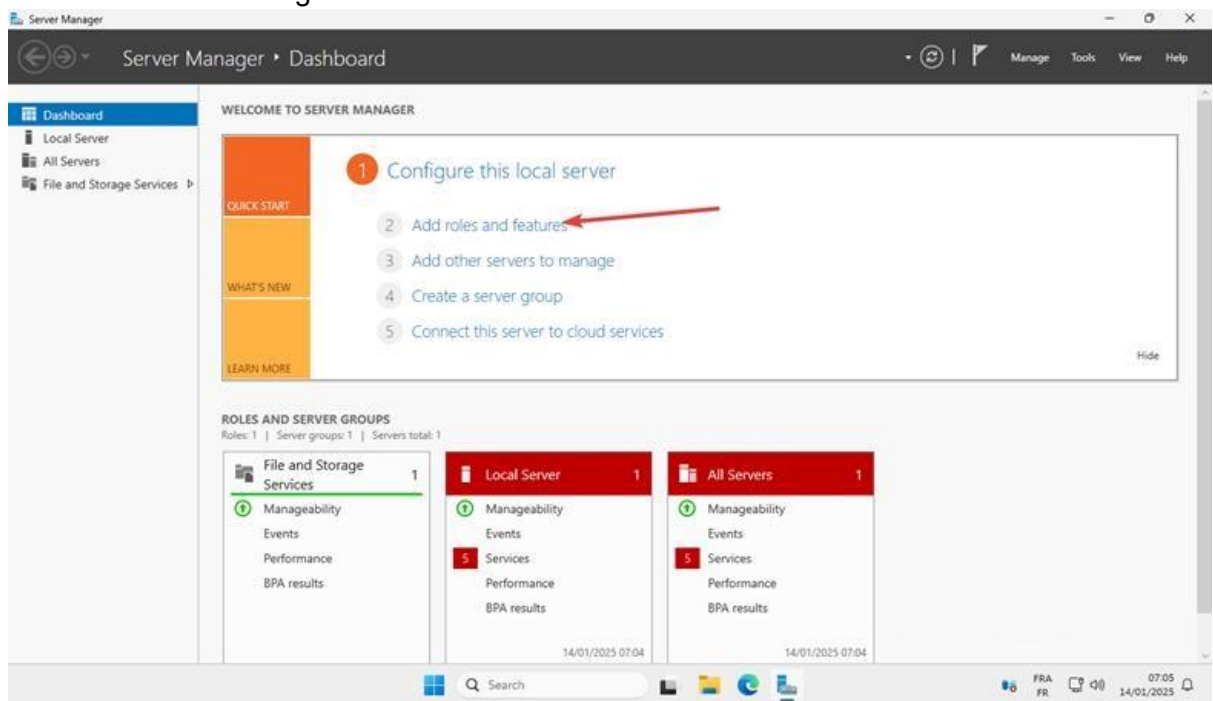 Server Manager
Server Manager • Dashboard
Manage Tools View Help
Dashboard
Local Server
All Servers
File and Storage Services
WELCOME TO SERVER MANAGER
QUICK START
WHAT'S NEW
LEARN MORE
1 Configure this local server
2 Add roles and features
3 Add other servers to manage
4 Create a server group
5 Connect this server to cloud services
Hide
ROLES AND SERVER GROUPS
Roles: 1 | Server groups: 1 | Servers total: 1
File and Storage
Services
1
Manageability
Events
Performance
BPA results
Local Server 1
Manageability
Events
5 Services
Performance
BPA results
14/01/2025 07:04
All Servers 1
Manageability
Events
5 Services
Performance
BPA results
14/01/2025 07:04
Search
FRA
FR
07:05
14/01/2025